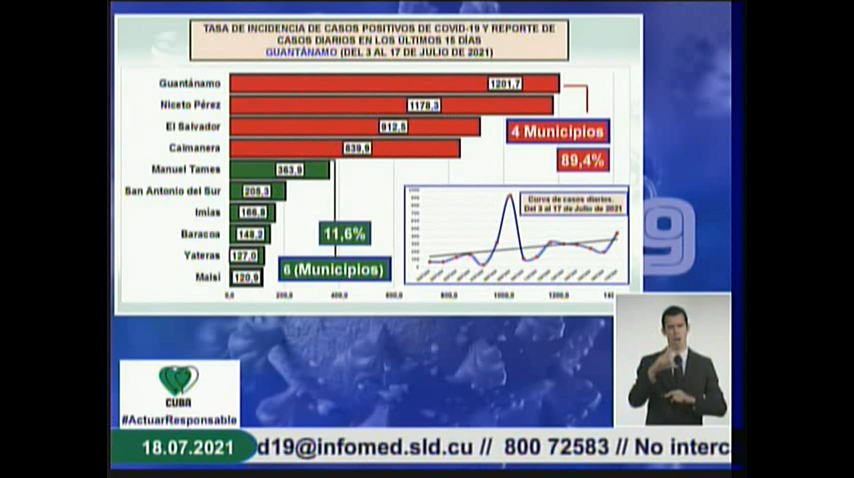 TASA DE INCIDENCIA DE CASOS POSITIVOS DE COVID-19 Y REPORTE DE
CASOS DIARIOS EN LOS ÚLTIMOS 15 DÍAS
GUANTÁNAMO (DEL 3 AL 17 DE JULIO DE 2021)
Guantánamo 1201,7
Niceto Pérez 1178,3
El Salvador 912,5
Caimanera 839,9
Manuel Tames 363,9
San Antonio del Sur 205,3
Imías 166,8
Baracoa 148,2
Yateras 127,0
Maisí 120,9
4 Municipios
89,4%
11,6%
6 (Municipios)
Curva de casos diarios.
Del 3 al 17 de Julio de 2021
0,0 200,0 400,0 600,0 800,0 1000,0 1200,0
19
CUBA
#ActuarResponsable
18.07.2021 d19@infomed.sld.cu // 800 72583 // No interc